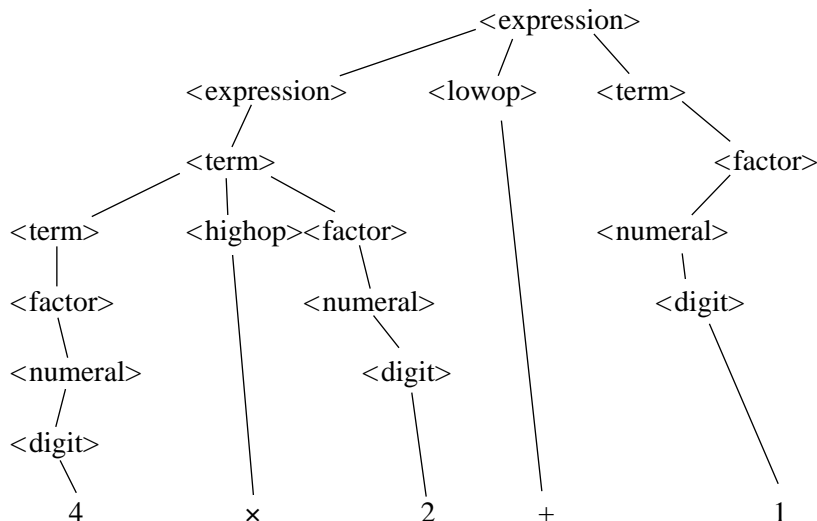 <expression>
<expression> <lowop> <term>
<term> <factor>
<term> <highop> <factor> <numeral>
<factor> <numeral> <digit>
<numeral> <digit>
<digit>
4 × 2 + 1